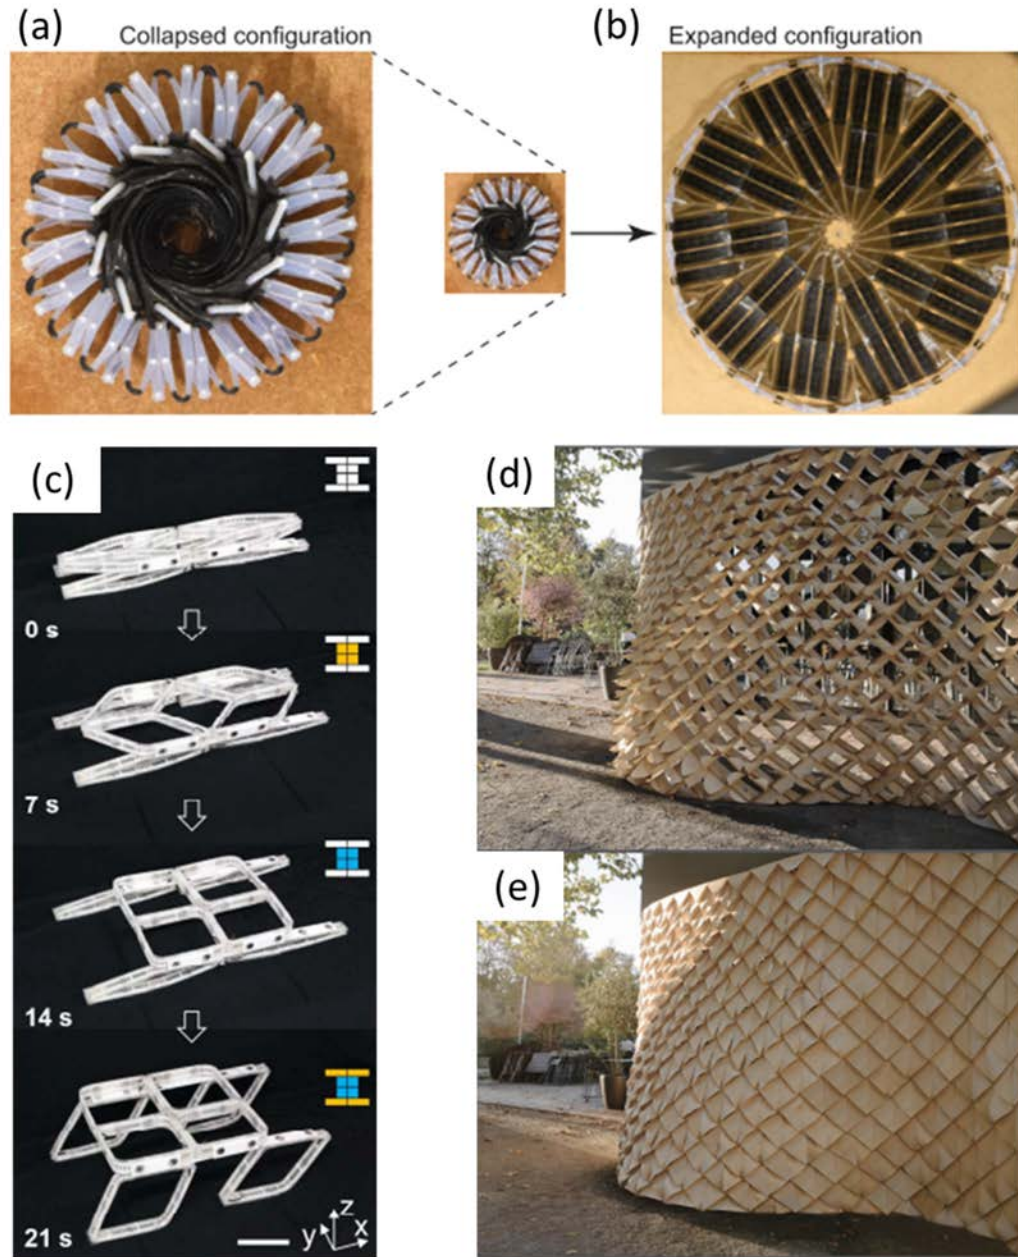 (a)
Collapsed configuration
(b)
Expanded configuration
(c)
0 s
7 s
14 s
21 s
z
y
x
(d)
(e)